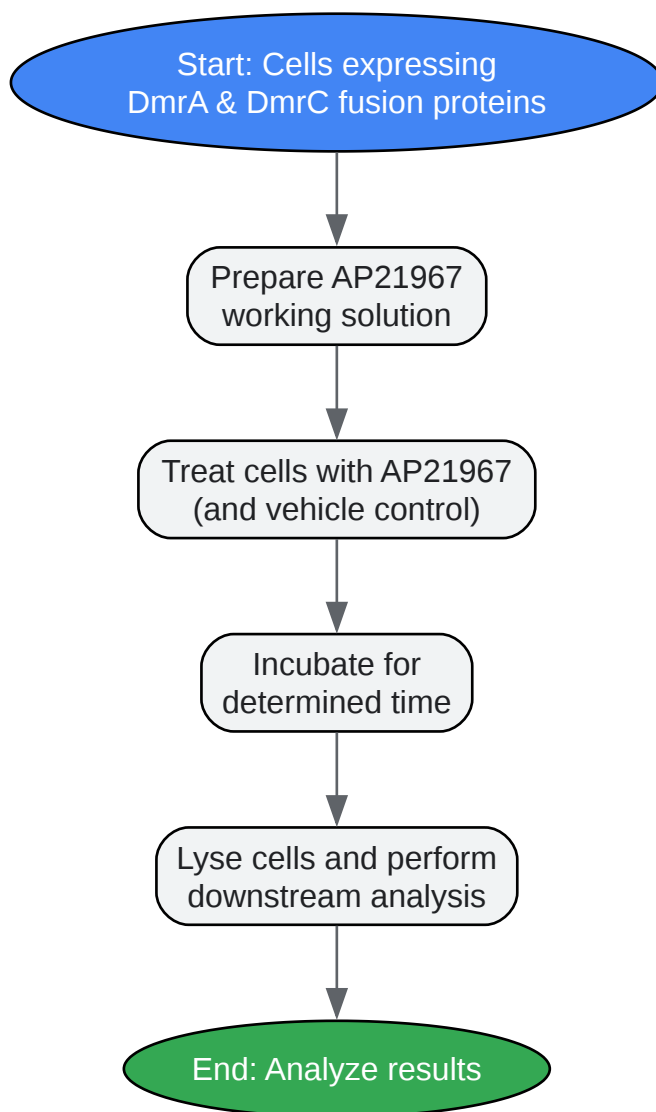 Start: Cells expressing
DmrA & DmrC fusion proteins
Prepare AP21967
working solution
Treat cells with AP21967
(and vehicle control)
Incubate for
determined time
Lyse cells and perform
downstream analysis
End: Analyze results